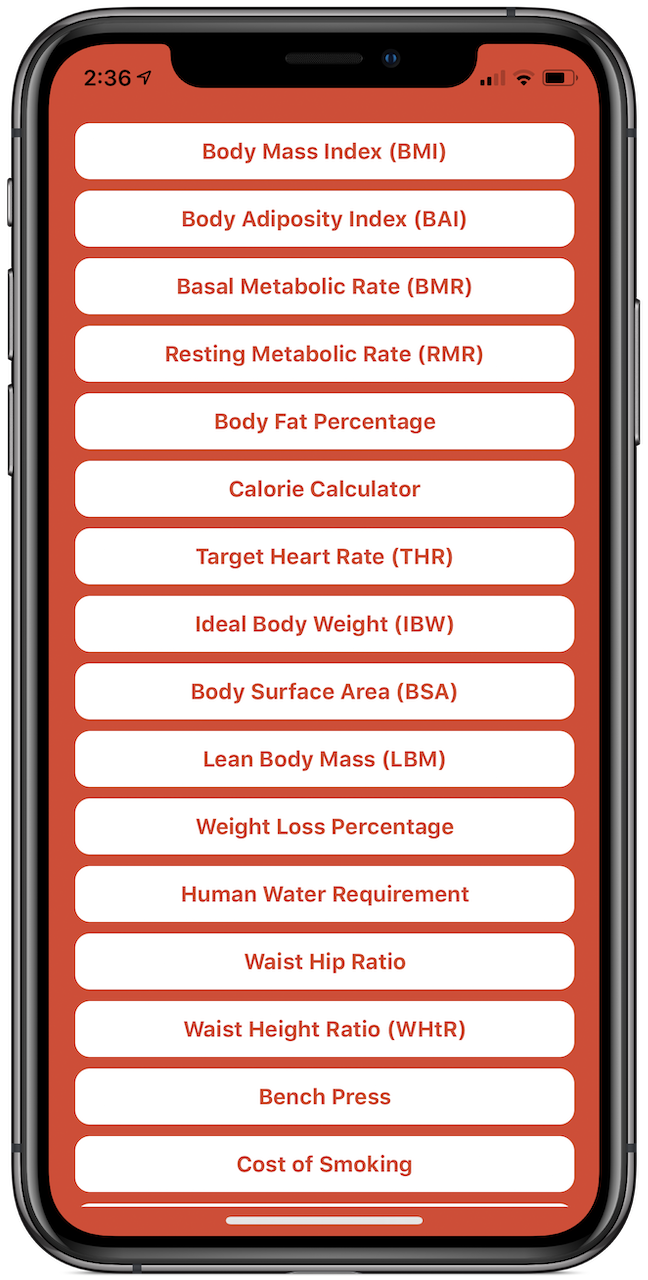 2:36
Body Mass Index (BMI)
Body Adiposity Index (BAI)
Basal Metabolic Rate (BMR)
Resting Metabolic Rate (RMR)
Body Fat Percentage
Calorie Calculator
Target Heart Rate (THR)
Ideal Body Weight (IBW)
Body Surface Area (BSA)
Lean Body Mass (LBM)
Weight Loss Percentage
Human Water Requirement
Waist Hip Ratio
Waist Height Ratio (WHtR)
Bench Press
Cost of Smoking